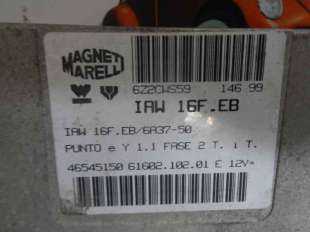 MAGNETI
MARELLI
6Z2CWS59 146 99
IAW 16F.EB
IAW 16F.EB/6A37-50
PUNTO e Y 1.1 FASE 2 T. i T.
46545150 61602.102.01 E 12V=